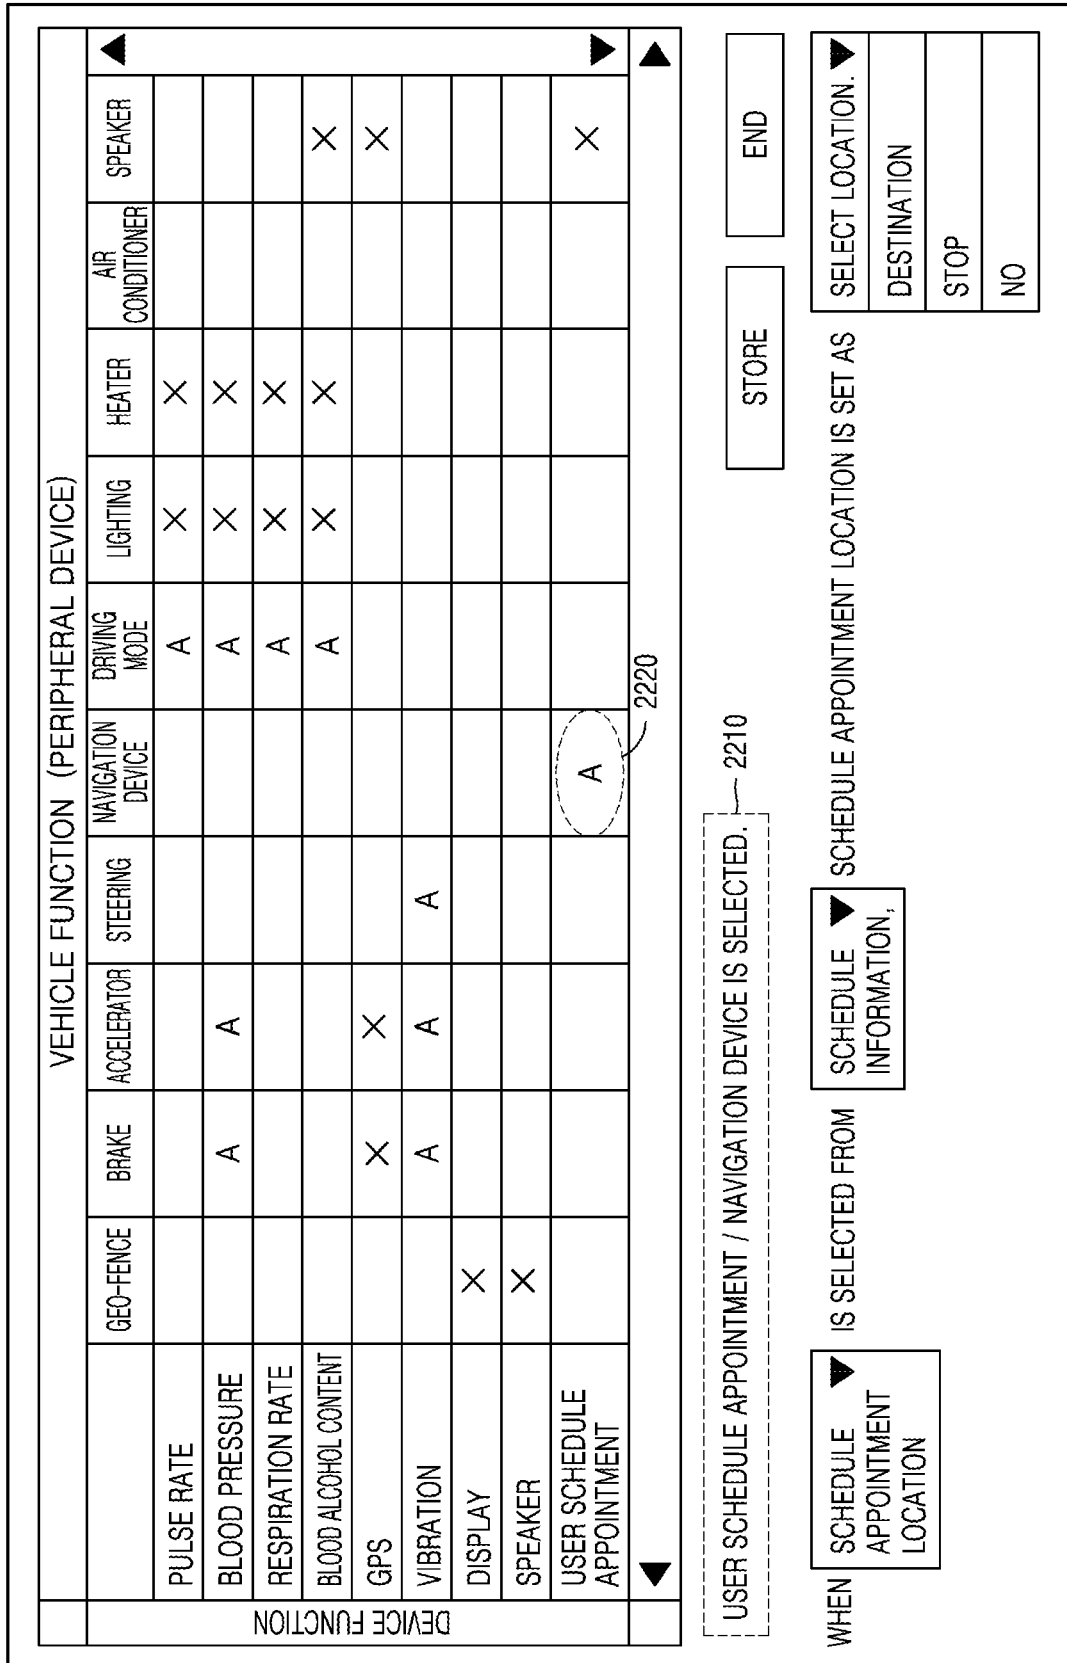 VEHICLE FUNCTION (PERIPHERAL DEVICE)
GEO-FENCE BRAKE ACCELERATOR STEERING NAVIGATION DEVICE DRIVING MODE LIGHTING HEATER AIR CONDITIONER SPEAKER
DEVICE FUNCTION
PULSE RATE A X X
BLOOD PRESSURE A A A X X
RESPIRATION RATE A X X
BLOOD ALCOHOL CONTENT A X X X
GPS X X X
VIBRATION A A A
DISPLAY X
SPEAKER X
USER SCHEDULE APPOINTMENT A X
2220
USER SCHEDULE APPOINTMENT / NAVIGATION DEVICE IS SELECTED.
2210
STORE
END
WHEN
SCHEDULE
APPOINTMENT
LOCATION
IS SELECTED FROM
SCHEDULE
INFORMATION,
SCHEDULE APPOINTMENT LOCATION IS SET AS
SELECT LOCATION.
DESTINATION
STOP
NO